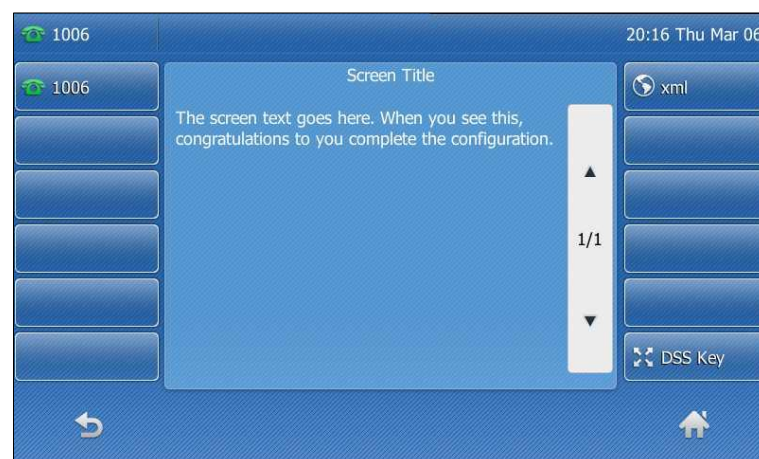 1006
20:16 Thu Mar 06
1006
Screen Title
xml
The screen text goes here. When you see this,
congratulations to you complete the configuration.
1/1
DSS Key